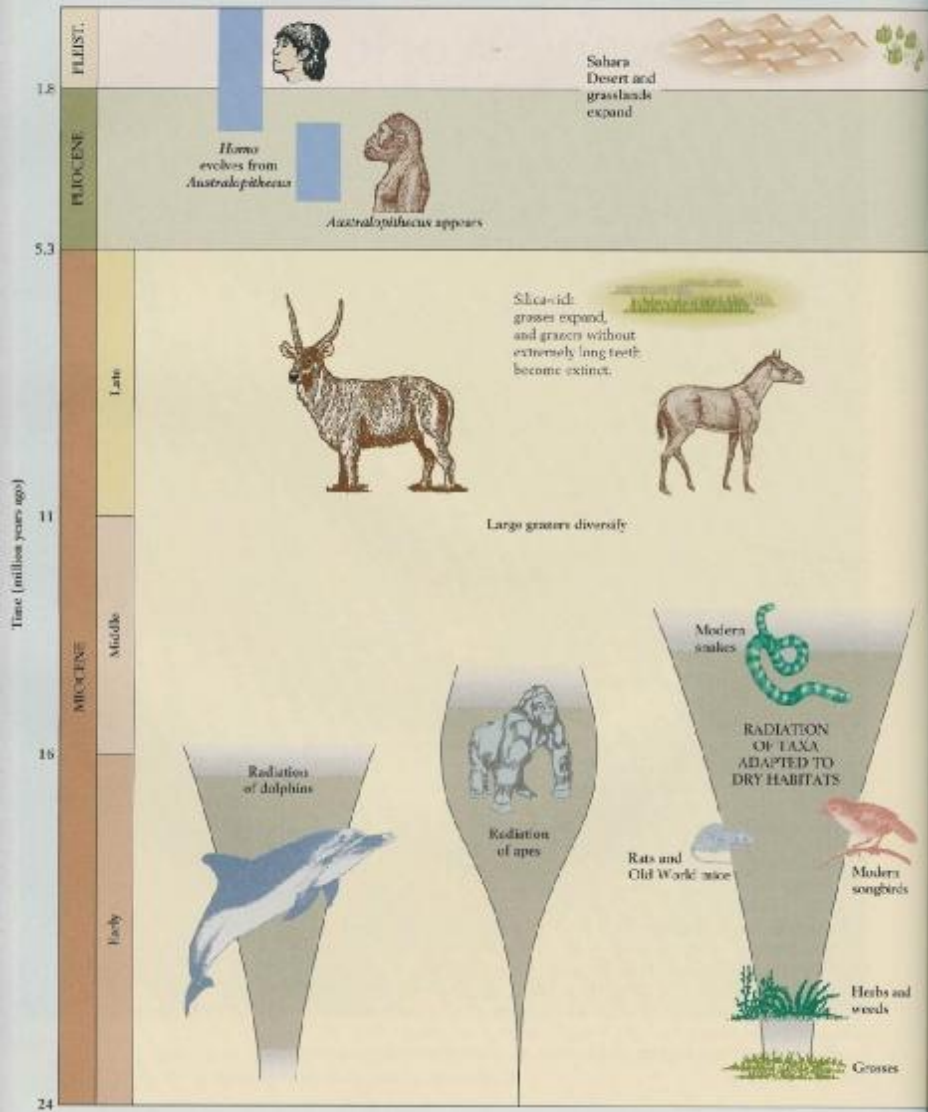 PLEIST.
1.8
PLIOCENE
5.3
Late
11
Middle
MIOCENE
16
Early
24
Time (million years ago)
Homo
evolves from
Australopithecus
Australopithecus appears
Sahara
Desert and
grasslands
expand
Silica-rich
grasses expand,
and grazers without
extremely long teeth
become extinct.
Large grazers diversify
Radiation
of dolphins
Radiation
of apes
Modern
snakes
RADIATION
OF TAXA
ADAPTED TO
DRY HABITATS
Rats and
Old World mice
Modern
songbirds
Herbs and
weeds
Grasses